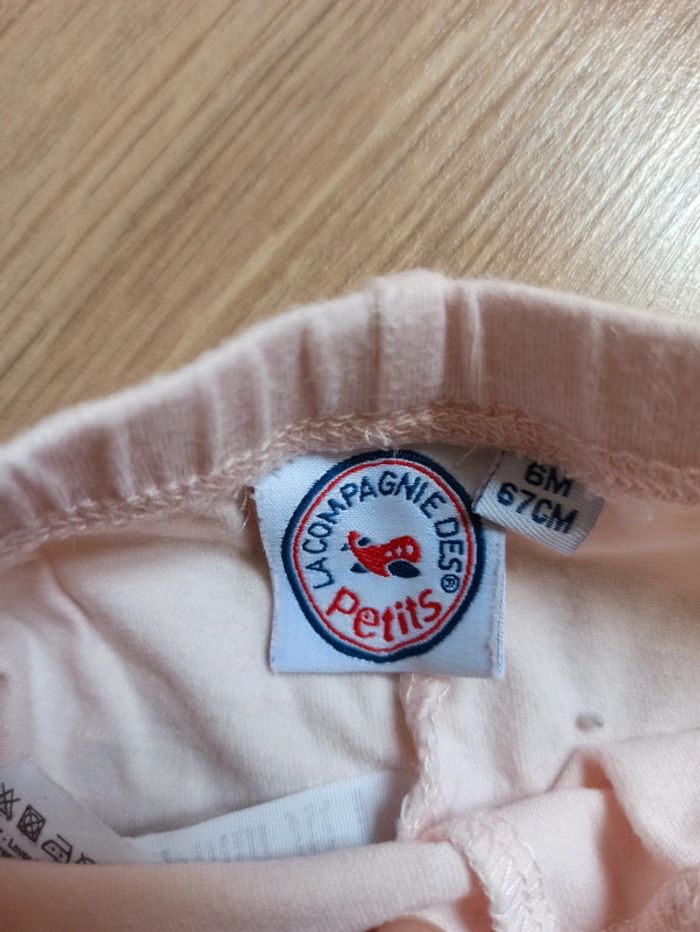 LA COMPAGNIE DES®
Petits
6M
67CM